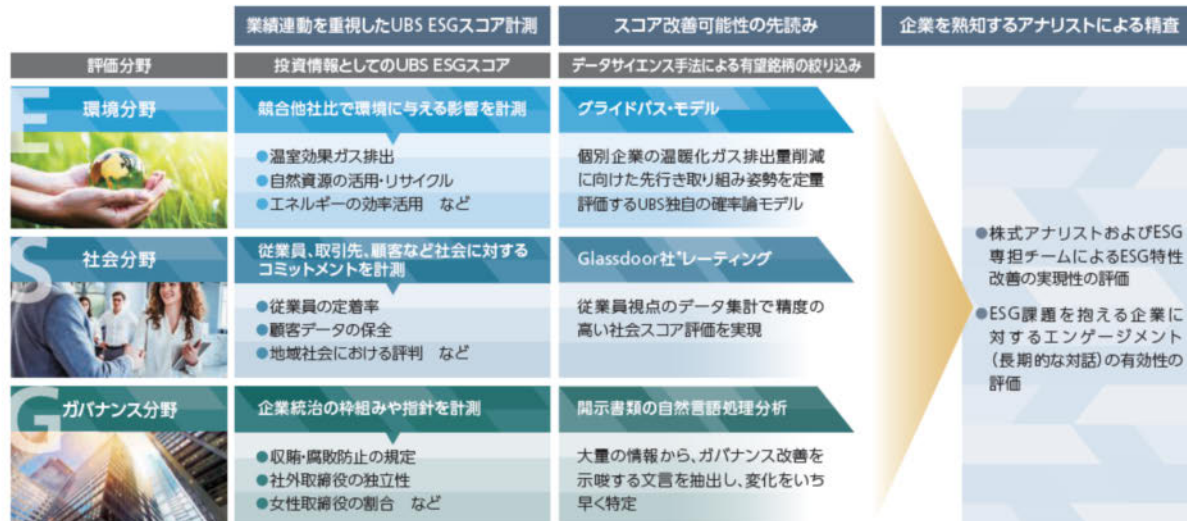 業績連動を重視したUBS ESGスコア計測
スコア改善可能性の先読み
企業を熟知するアナリストによる精査
評価分野
投資情報としてのUBS ESGスコア
データサイエンス手法による有望銘柄の絞り込み
E
環境分野
競合他社比で環境に与える影響を計測
●温室効果ガス排出
●自然資源の活用・リサイクル
●エネルギーの効率活用 など
グライドパス・モデル
個別企業の温暖化ガス排出量削減
に向けた先行き取り組み姿勢を定量
評価するUBS独自の確率論モデル
S
社会分野
従業員、取引先、顧客など社会に対する
コミットメントを計測
●従業員の定着率
●顧客データの保全
●地域社会における評判 など
Glassdoor社*レーティング
従業員視点のデータ集計で精度の
高い社会スコア評価を実現
G
ガバナンス分野
企業統治の枠組みや指針を計測
●収賄・腐敗防止の規定
●社外取締役の独立性
●女性取締役の割合 など
開示書類の自然言語処理分析
大量の情報から、ガバナンス改善を
示唆する文言を抽出し、変化をいち
早く特定
●株式アナリストおよびESG
専担チームによるESG特性
改善の実現性の評価
●ESG課題を抱える企業に
対するエンゲージメント
(長期的な対話)の有効性の
評価